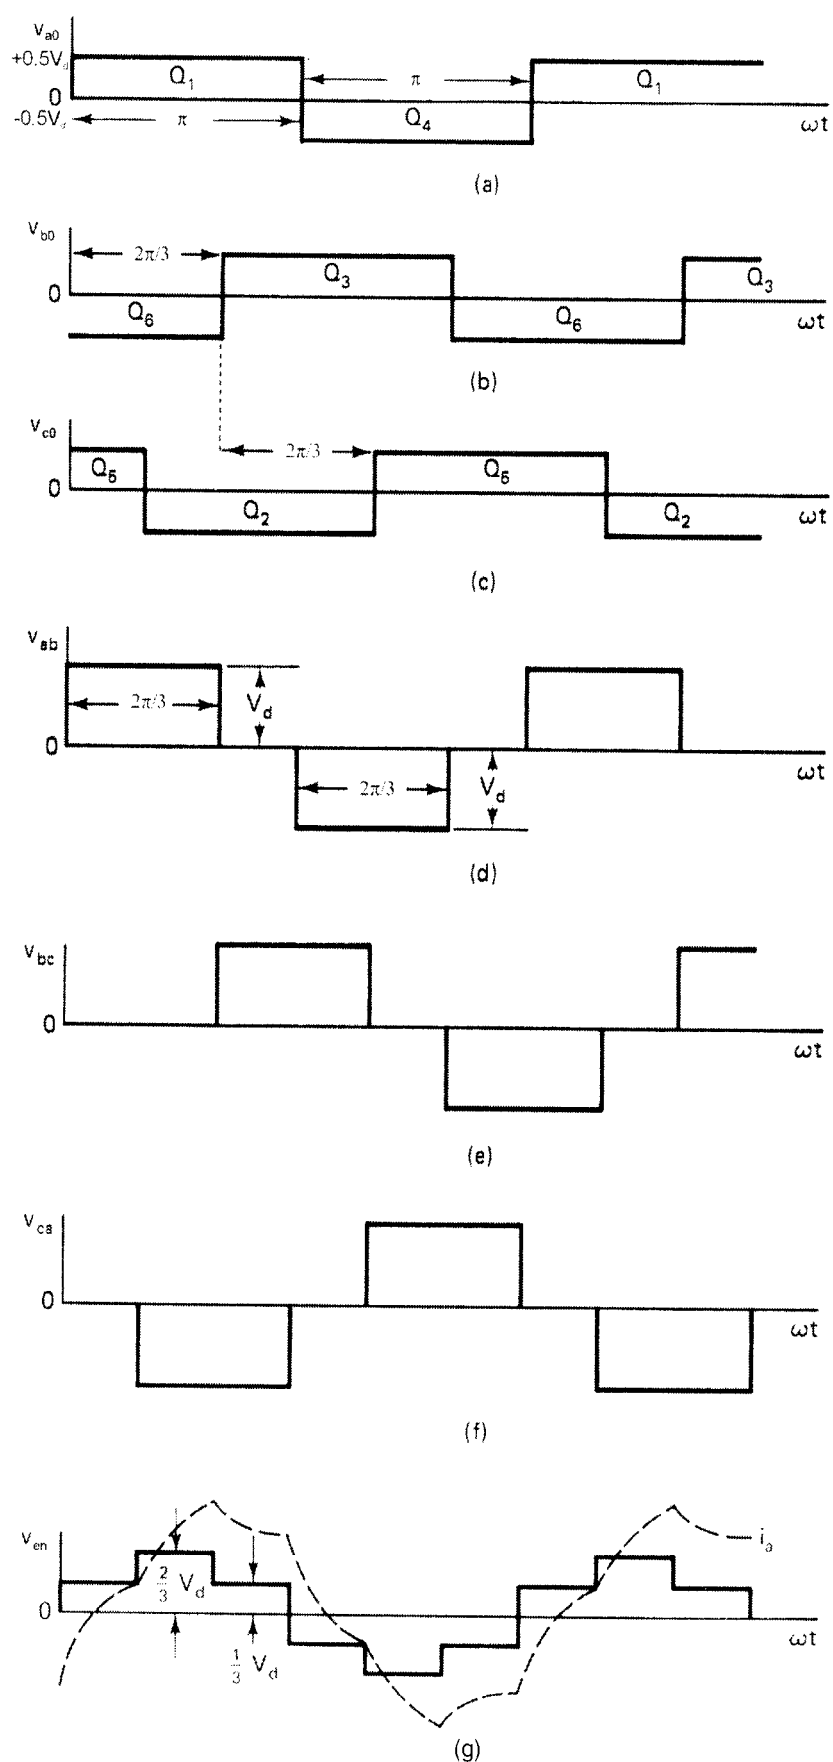 v_a0
+0.5V_d
Q_1 π Q_1
0
-0.5V_d π Q_4 ωt
(a)
v_b0
2π/3
Q_3 Q_3
0
Q_6 Q_6 ωt
(b)
v_c0
2π/3
Q_5 Q_5
0
Q_2 Q_2 ωt
(c)
v_ab
2π/3 V_d
0
2π/3 V_d ωt
(d)
v_bc
0
ωt
(e)
v_ca
0
ωt
(f)
v_an i_a
2/3 V_d
0
ωt
1/3 V_d
(g)